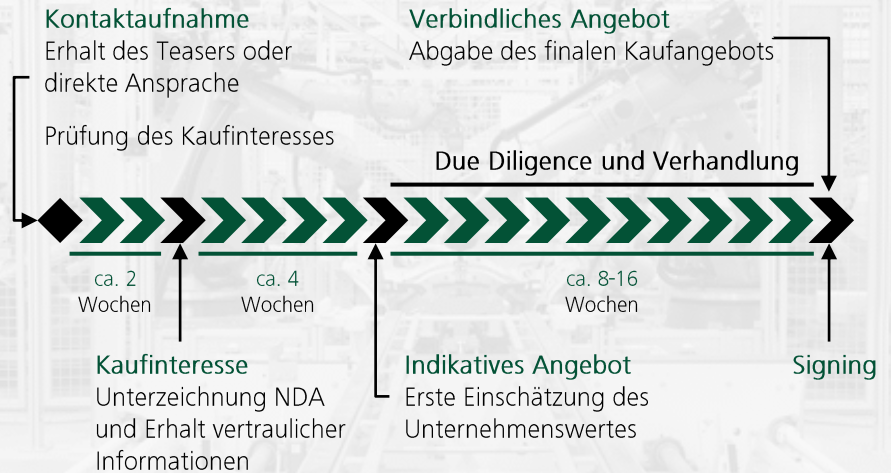 Kontaktaufnahme
Erhalt des Teasers oder
direkte Ansprache
Prüfung des Kaufinteresses
Verbindliches Angebot
Abgabe des finalen Kaufangebots
Due Diligence und Verhandlung
ca. 2
Wochen
ca. 4
Wochen
ca. 8-16
Wochen
Kaufinteresse
Unterzeichnung NDA
und Erhalt vertraulicher
Informationen
Indikatives Angebot
Erste Einschätzung des
Unternehmenswertes
Signing